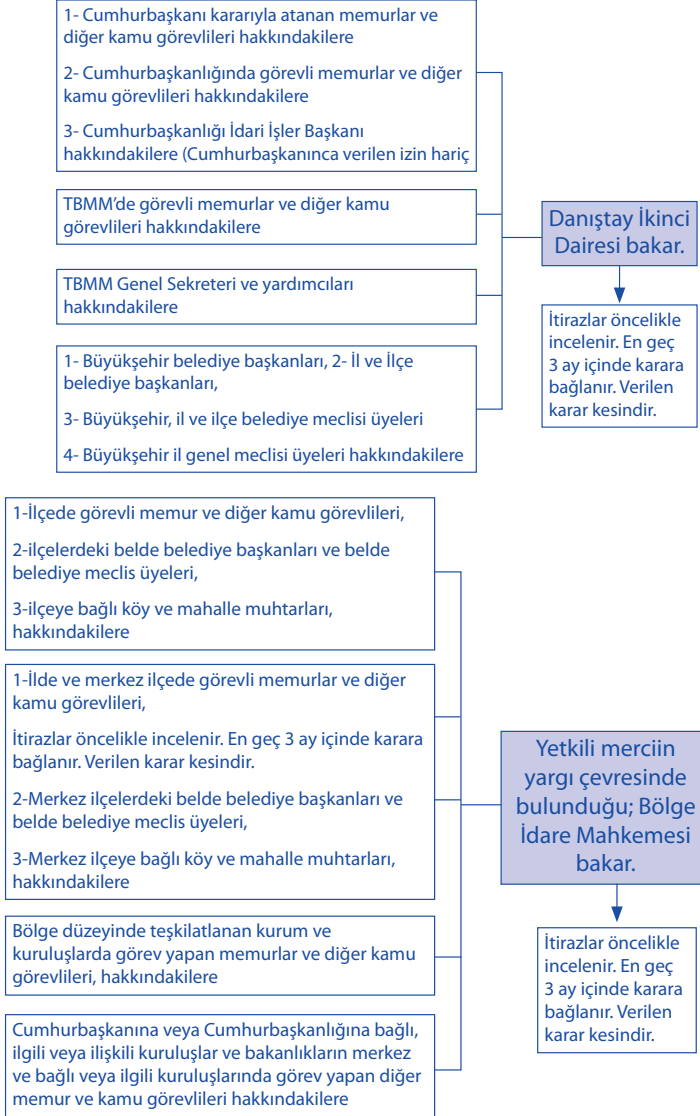 1- Cumhurbaşkanı kararıyla atanan memurlar ve
diğer kamu görevlileri hakkındakilere
2- Cumhurbaşkanlığında görevli memurlar ve diğer
kamu görevlileri hakkındakilere
3- Cumhurbaşkanlığı İdari İşler Başkanı
hakkındakilere (Cumhurbaşkanınca verilen izin hariç
TBMM'de görevli memurlar ve diğer kamu
görevlileri hakkındakilere
TBMM Genel Sekreteri ve yardımcıları
hakkındakilere
1- Büyükşehir belediye başkanları, 2- İl ve İlçe
belediye başkanları,
3- Büyükşehir, il ve ilçe belediye meclisi üyeleri
4- Büyükşehir il genel meclisi üyeleri hakkındakilere
Danıştay İkinci
Dairesi bakar.
İtirazlar öncelikle
incelenir. En geç
3 ay içinde karara
bağlanır. Verilen
karar kesindir.
1-İlçede görevli memur ve diğer kamu görevlileri,
2-ilçelerdeki belde belediye başkanları ve belde
belediye meclis üyeleri,
3-ilçeye bağlı köy ve mahalle muhtarları,
hakkındakilere
1-İlde ve merkez ilçede görevli memurlar ve diğer
kamu görevlileri,
İtirazlar öncelikle incelenir. En geç 3 ay içinde karara
bağlanır. Verilen karar kesindir.
2-Merkez ilçelerdeki belde belediye başkanları ve
belde belediye meclis üyeleri,
3-Merkez ilçeye bağlı köy ve mahalle muhtarları,
hakkındakilere
Bölge düzeyinde teşkilatlanan kurum ve
kuruluşlarda görev yapan memurlar ve diğer kamu
görevlileri, hakkındakilere
Cumhurbaşkanına veya Cumhurbaşkanlığına bağlı,
ilgili veya ilişkili kuruluşlar ve bakanlıkların merkez
ve bağlı veya ilgili kuruluşlarında görev yapan diğer
memur ve kamu görevlileri hakkındakilere
Yetkili merciin
yargı çevresinde
bulunduğu; Bölge
İdare Mahkemesi
bakar.
İtirazlar öncelikle
incelenir. En geç
3 ay içinde karara
bağlanır. Verilen
karar kesindir.